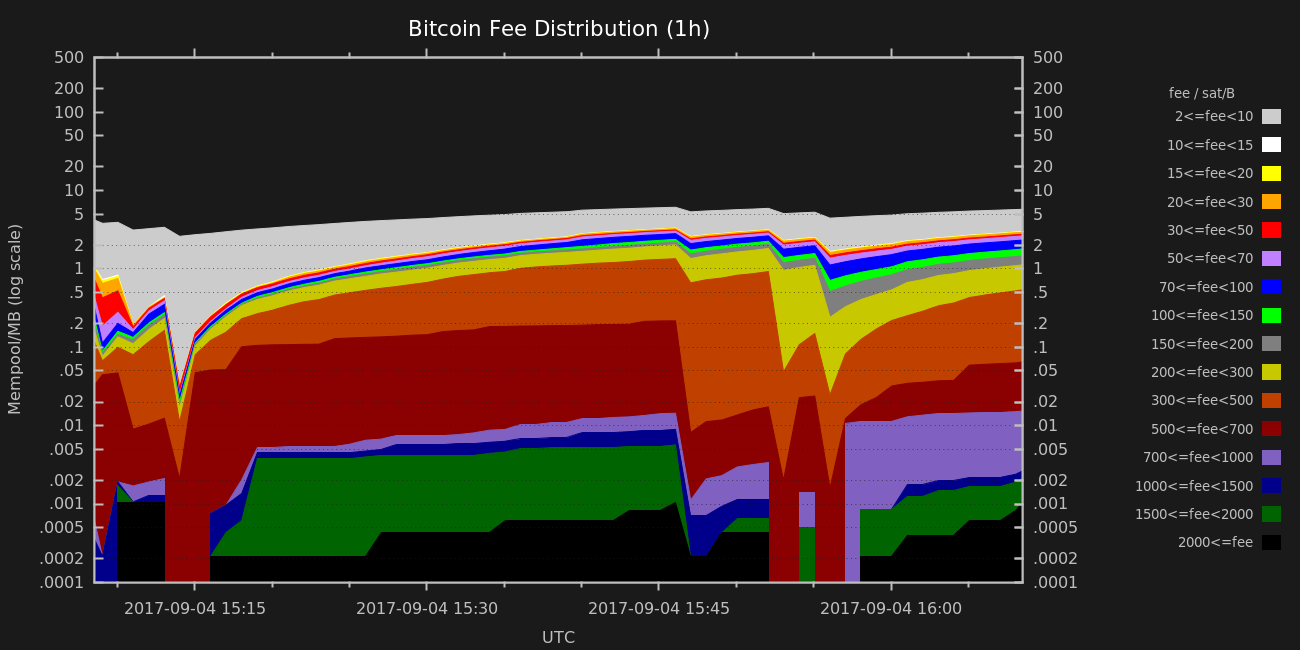 Bitcoin Fee Distribution (1h)
500 500
200 200
100 100
50 50
20 20
10 10
5 5
2 2
1 1
.5 .5
.2 .2
.1 .1
.05 .05
.02 .02
.01 .01
.005 .005
.002 .002
.001 .001
.0005 .0005
.0002 .0002
.0001 .0001
Mempool/MB (log scale)
2017-09-04 15:15 2017-09-04 15:30 2017-09-04 15:45 2017-09-04 16:00
UTC
fee / sat/B
2<=fee<10
10<=fee<15
15<=fee<20
20<=fee<30
30<=fee<50
50<=fee<70
70<=fee<100
100<=fee<150
150<=fee<200
200<=fee<300
300<=fee<500
500<=fee<700
700<=fee<1000
1000<=fee<1500
1500<=fee<2000
2000<=fee